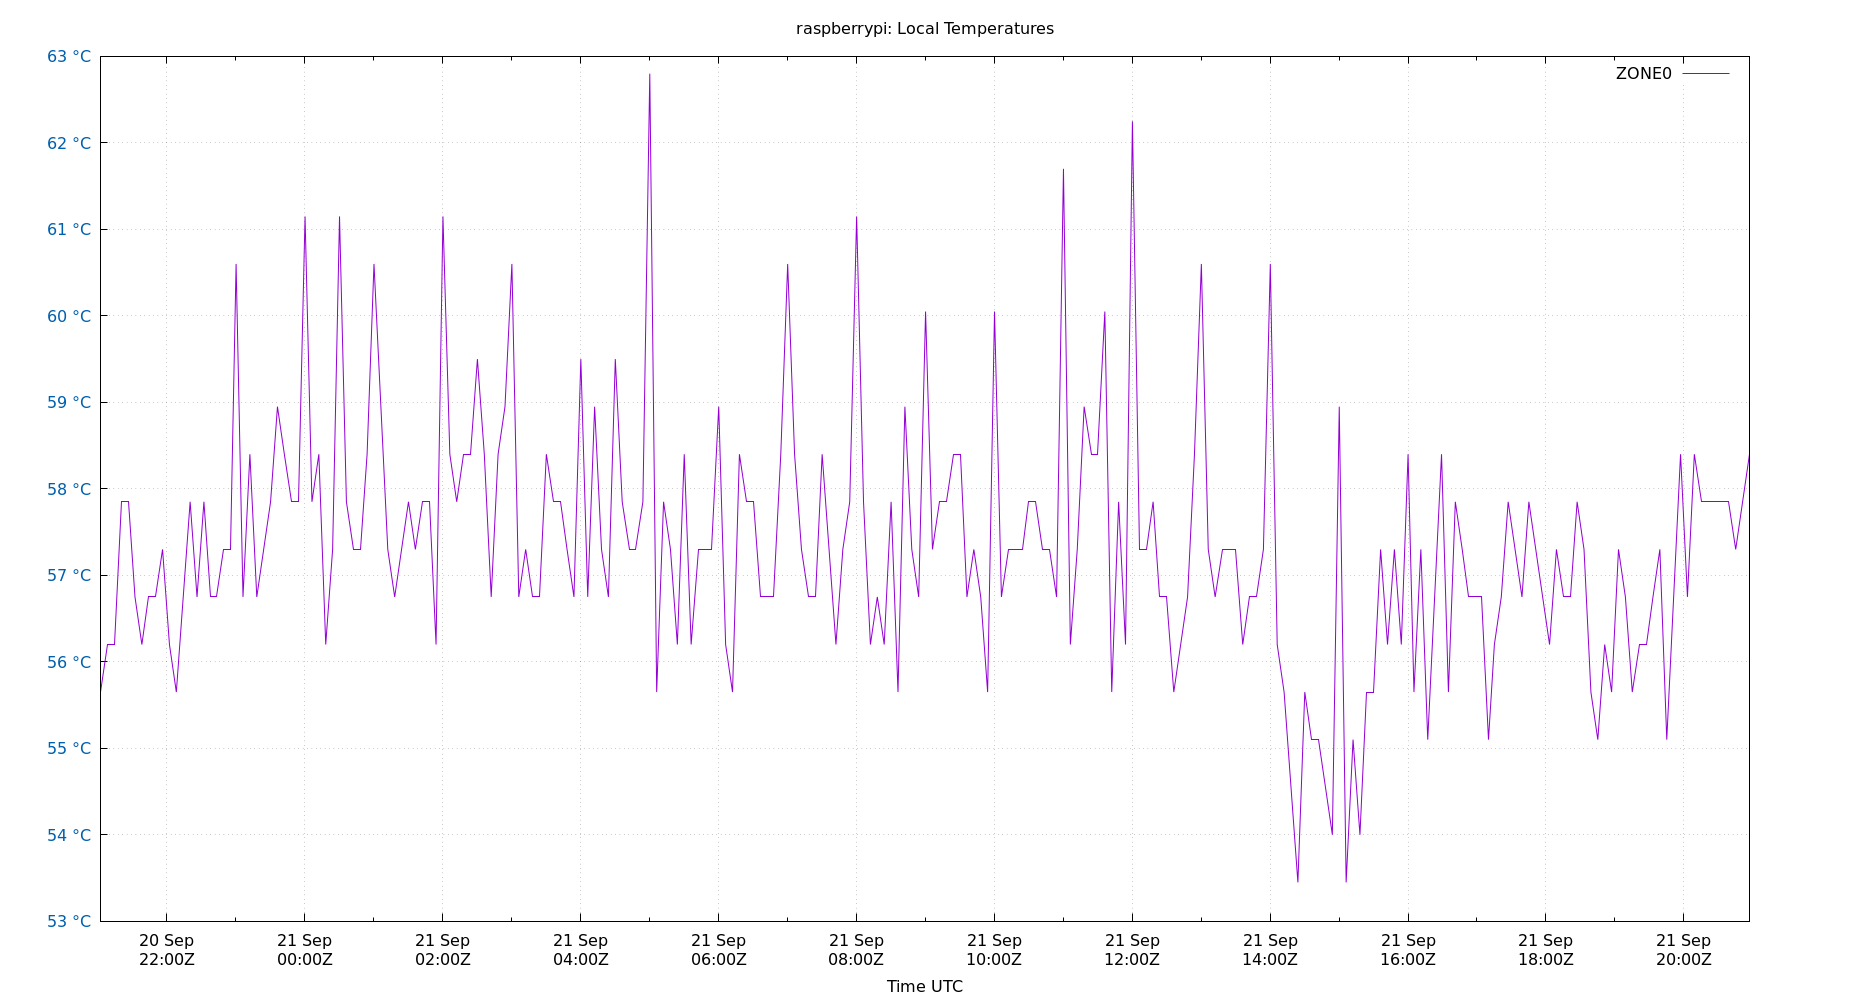 raspberrypi: Local Temperatures
ZONE0
63 °C
62 °C
61 °C
60 °C
59 °C
58 °C
57 °C
56 °C
55 °C
54 °C
53 °C
20 Sep 21 Sep 21 Sep 21 Sep 21 Sep 21 Sep 21 Sep 21 Sep 21 Sep 21 Sep 21 Sep 21 Sep
22:00Z 00:00Z 02:00Z 04:00Z 06:00Z 08:00Z 10:00Z 12:00Z 14:00Z 16:00Z 18:00Z 20:00Z
Time UTC